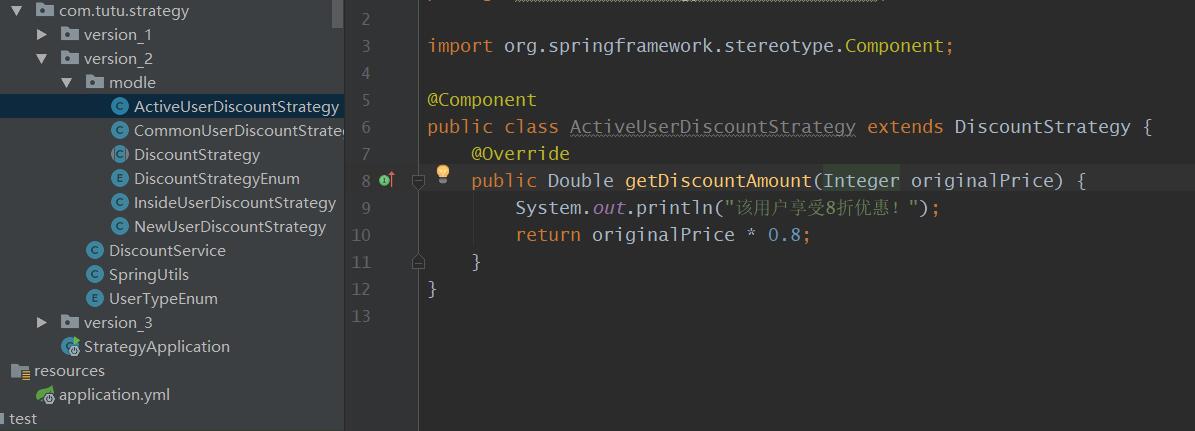 com.tutu.strategy
version_1
version_2
modle
ActiveUserDiscountStrategy
CommonUserDiscountStrate
DiscountStrategy
DiscountStrategyEnum
InsideUserDiscountStrategy
NewUserDiscountStrategy
DiscountService
SpringUtils
UserTypeEnum
version_3
StrategyApplication
resources
application.yml
test
2
3 import org.springframework.stereotype.Component;
4
5 @Component
6 public class ActiveUserDiscountStrategy extends DiscountStrategy {
7 @Override
8 public Double getDiscountAmount(Integer originalPrice) {
9 System.out.println("该用户享受8折优惠！");
10 return originalPrice * 0.8;
11 }
12 }
13